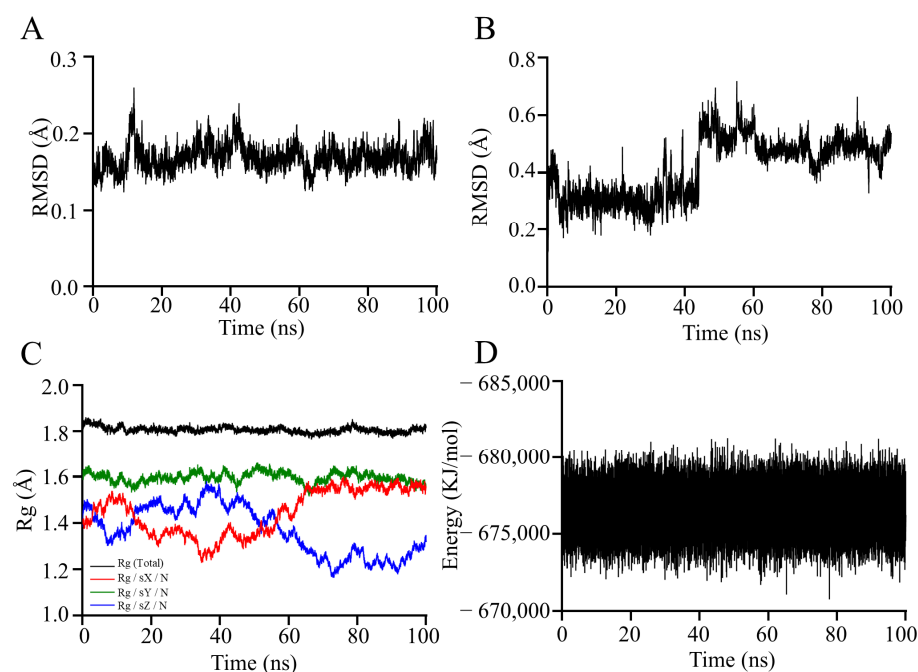 A
RMSD (Å)
0.3
0.2
0.1
0.0
0 20 40 60 80 100
Time (ns)
B
RMSD (Å)
0.8
0.6
0.4
0.2
0.0
0 20 40 60 80 100
Time (ns)
C
Rg (Å)
2.0
1.8
1.6
1.4
1.2
1.0
Rg (Total)
Rg / sX / N
Rg / sY / N
Rg / sZ / N
0 20 40 60 80 100
Time (ns)
D
Energy (KJ/mol)
− 685,000
− 680,000
− 675,000
− 670,000
0 20 40 60 80 100
Time (ns)